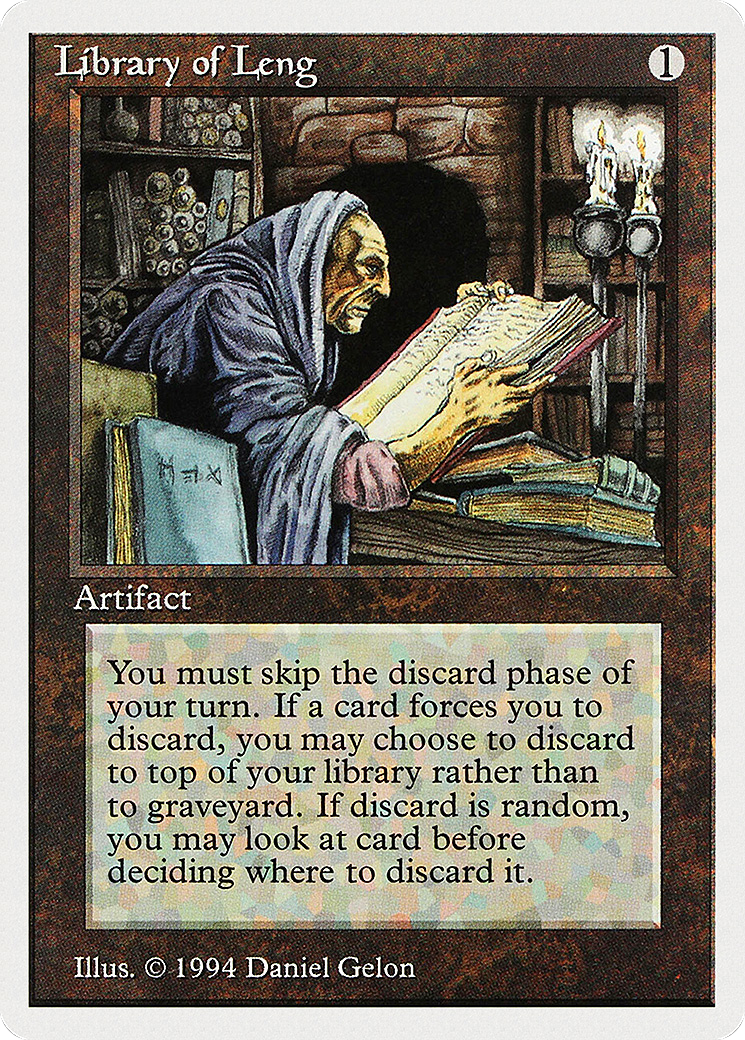 Library of Leng 1
Artifact
You must skip the discard phase of
your turn. If a card forces you to
discard, you may choose to discard
to top of your library rather than
to graveyard. If discard is random,
you may look at card before
deciding where to discard it.
Illus. © 1994 Daniel Gelon